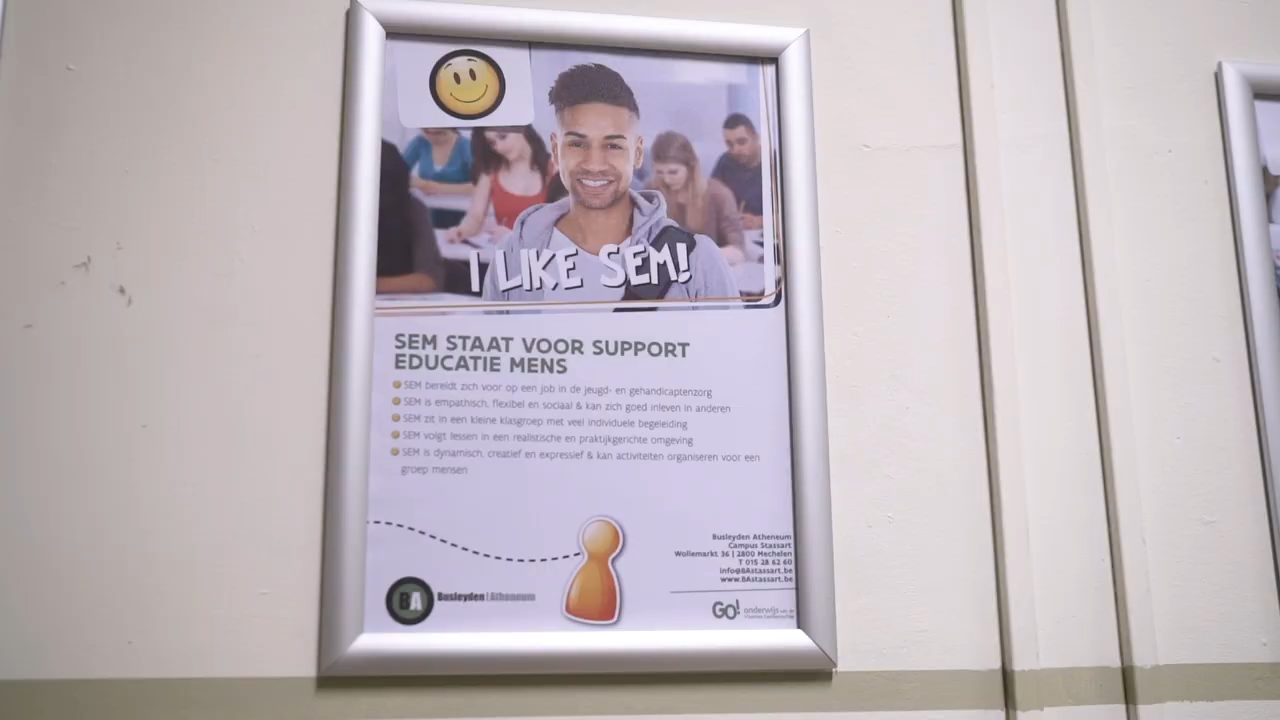 I LIKE SEM!
SEM STAAT VOOR SUPPORT
EDUCATIE MENS
SEM bereidt zich voor op een job in de jeugd- en gehandicaptenzorg
SEM is empathisch, flexibel en sociaal & kan zich goed inleven in anderen
SEM zit in een kleine klasgroep met veel individuele begeleiding
SEM volgt lessen in een realistische en praktijkgerichte omgeving
SEM is dynamisch, creatief en expressief & kan activiteiten organiseren voor een
groep mensen
Busleyden Atheneum
Campus Stassart
Wollemarkt 36 | 2800 Mechelen
T 015 28 62 60
info@BAstassart.be
www.BAstassart.be
BA Busleyden | Atheneum
GO! onderwijs van de
Vlaamse Gemeenschap